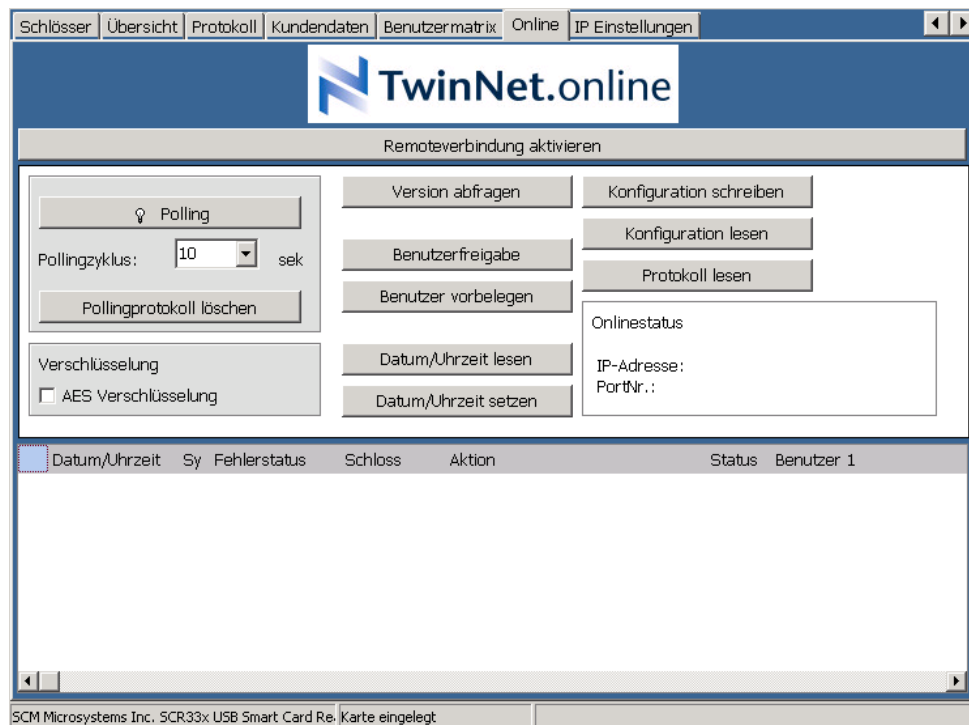 Schlösser Übersicht Protokoll Kundendaten Benutzermatrix Online IP Einstellungen
TwinNet.online
Remoteverbindung aktivieren
Polling
Pollingzyklus: 10 sek
Pollingprotokoll löschen
Verschlüsselung
AES Verschlüsselung
Version abfragen
Benutzerfreigabe
Benutzer vorbelegen
Datum/Uhrzeit lesen
Datum/Uhrzeit setzen
Konfiguration schreiben
Konfiguration lesen
Protokoll lesen
Onlinestatus
IP-Adresse:
PortNr.:
Datum/Uhrzeit Sy Fehlerstatus Schloss Aktion Status Benutzer 1
SCM Microsystems Inc. SCR33x USB Smart Card Re Karte eingelegt